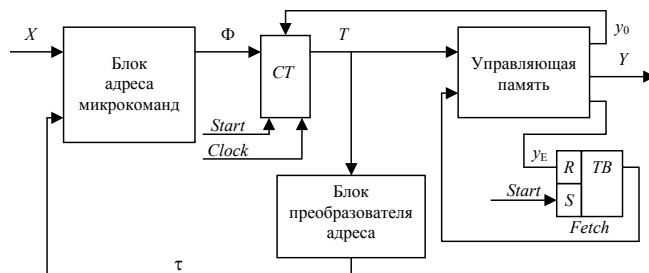 X
Блок
адреса
микрокоманд
Ф
CT
T
Управляющая
память
y0
Y
Start
Clock
yE
R
TB
Start
S
Fetch
Блок
преобразователя
адреса
τ